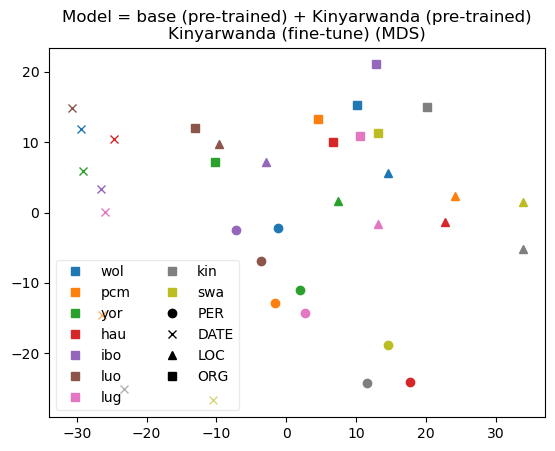 Model = base (pre-trained) + Kinyarwanda (pre-trained)
Kinyarwanda (fine-tune) (MDS)
20
10
0
−10
−20
wol
pcm
yor
hau
ibo
luo
lug
kin
swa
PER
DATE
LOC
ORG
−30
−20
−10
0
10
20
30